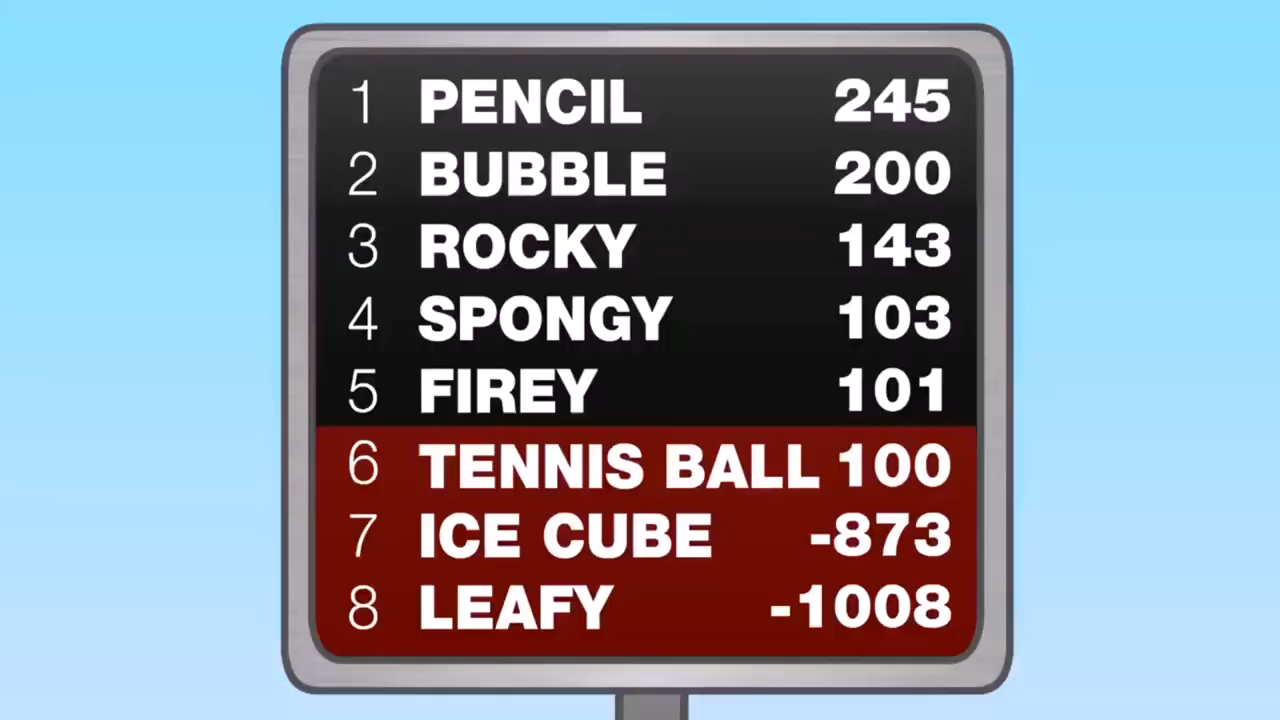 1 PENCIL 245
2 BUBBLE 200
3 ROCKY 143
4 SPONGY 103
5 FIREY 101
6 TENNIS BALL 100
7 ICE CUBE -873
8 LEAFY -1008